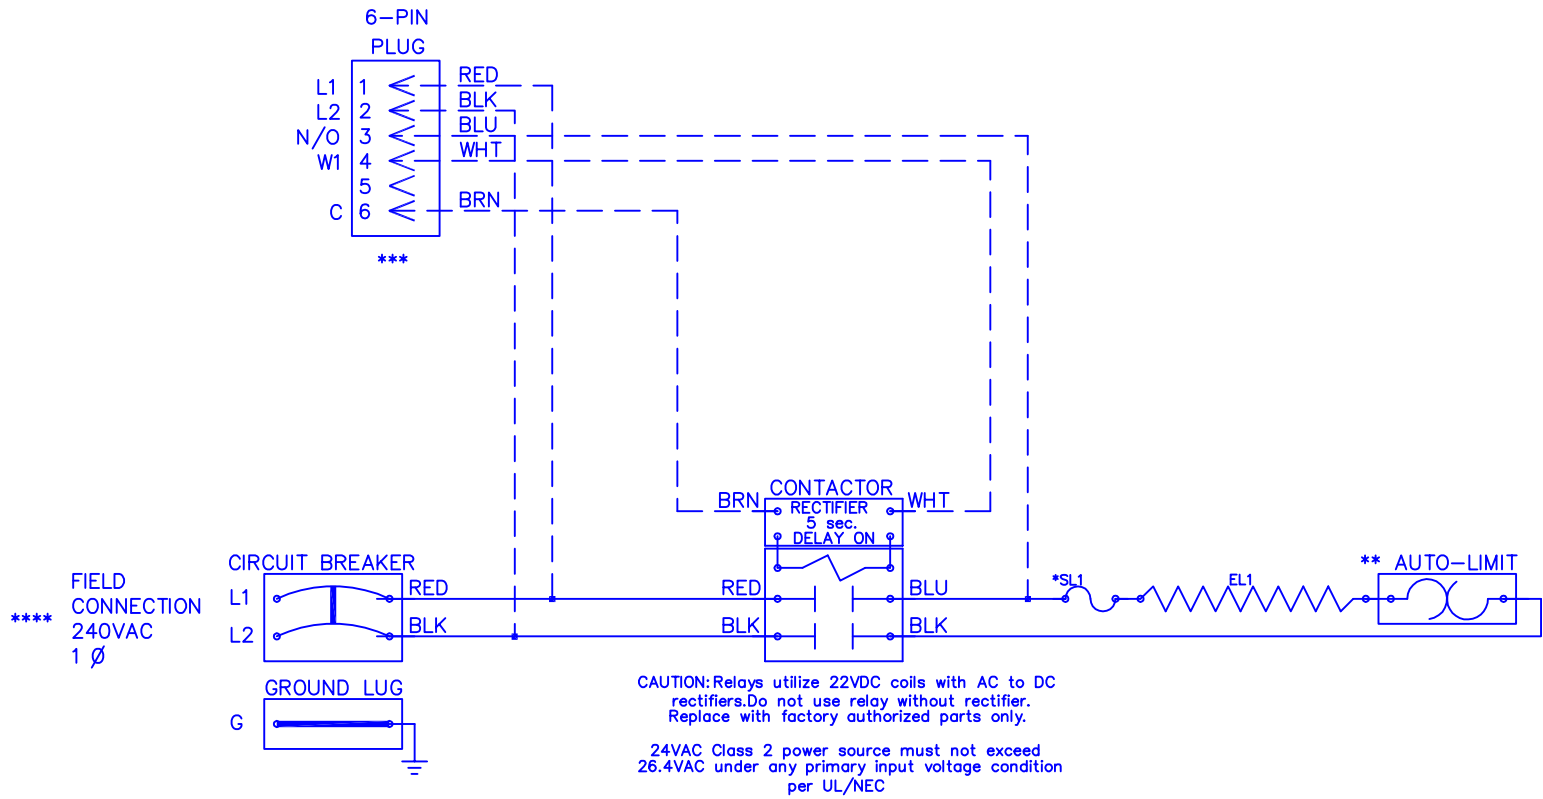 6-PIN
PLUG
L1 1 RED
L2 2 BLK
N/O 3 BLU
W1 4 WHT
5
C 6 BRN
***
CONTACTOR
BRN RECTIFIER WHT
5 sec.
DELAY ON
CIRCUIT BREAKER
** AUTO-LIMIT
FIELD
CONNECTION
240VAC
1 Ø
****
L1 RED RED BLU *SL1 EL1
L2 BLK BLK BLK
GROUND LUG
G
CAUTION:Relays utilize 22VDC coils with AC to DC
rectifiers.Do not use relay without rectifier.
Replace with factory authorized parts only.
24VAC Class 2 power source must not exceed
26.4VAC under any primary input voltage condition
per UL/NEC